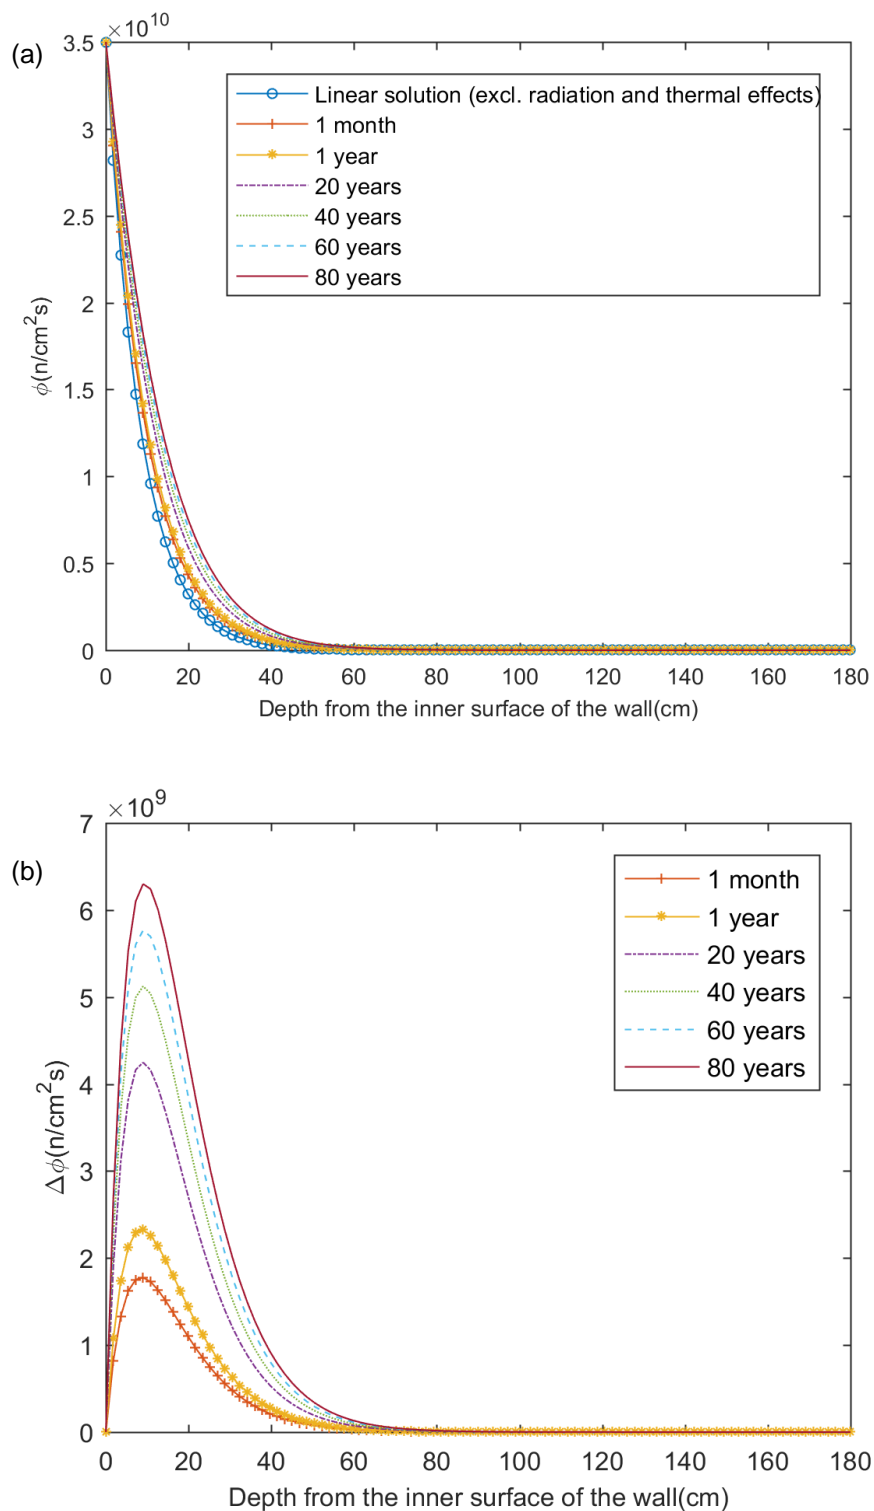 (a)
×10^10
3.5
3
2.5
2
1.5
1
0.5
0
ϕ(n/cm^2s)
Linear solution (excl. radiation and thermal effects)
1 month
1 year
20 years
40 years
60 years
80 years
0 20 40 60 80 100 120 140 160 180
Depth from the inner surface of the wall(cm)
(b)
×10^9
7
6
5
4
3
2
1
0
Δϕ(n/cm^2s)
1 month
1 year
20 years
40 years
60 years
80 years
0 20 40 60 80 100 120 140 160 180
Depth from the inner surface of the wall(cm)